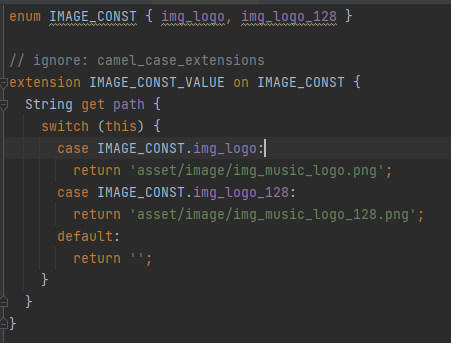 enum IMAGE_CONST { img_logo, img_logo_128 }
// ignore: camel_case_extensions
extension IMAGE_CONST_VALUE on IMAGE_CONST {
String get path {
switch (this) {
case IMAGE_CONST.img_logo:
return 'asset/image/img_music_logo.png';
case IMAGE_CONST.img_logo_128:
return 'asset/image/img_music_logo_128.png';
default:
return '';
}
}
}